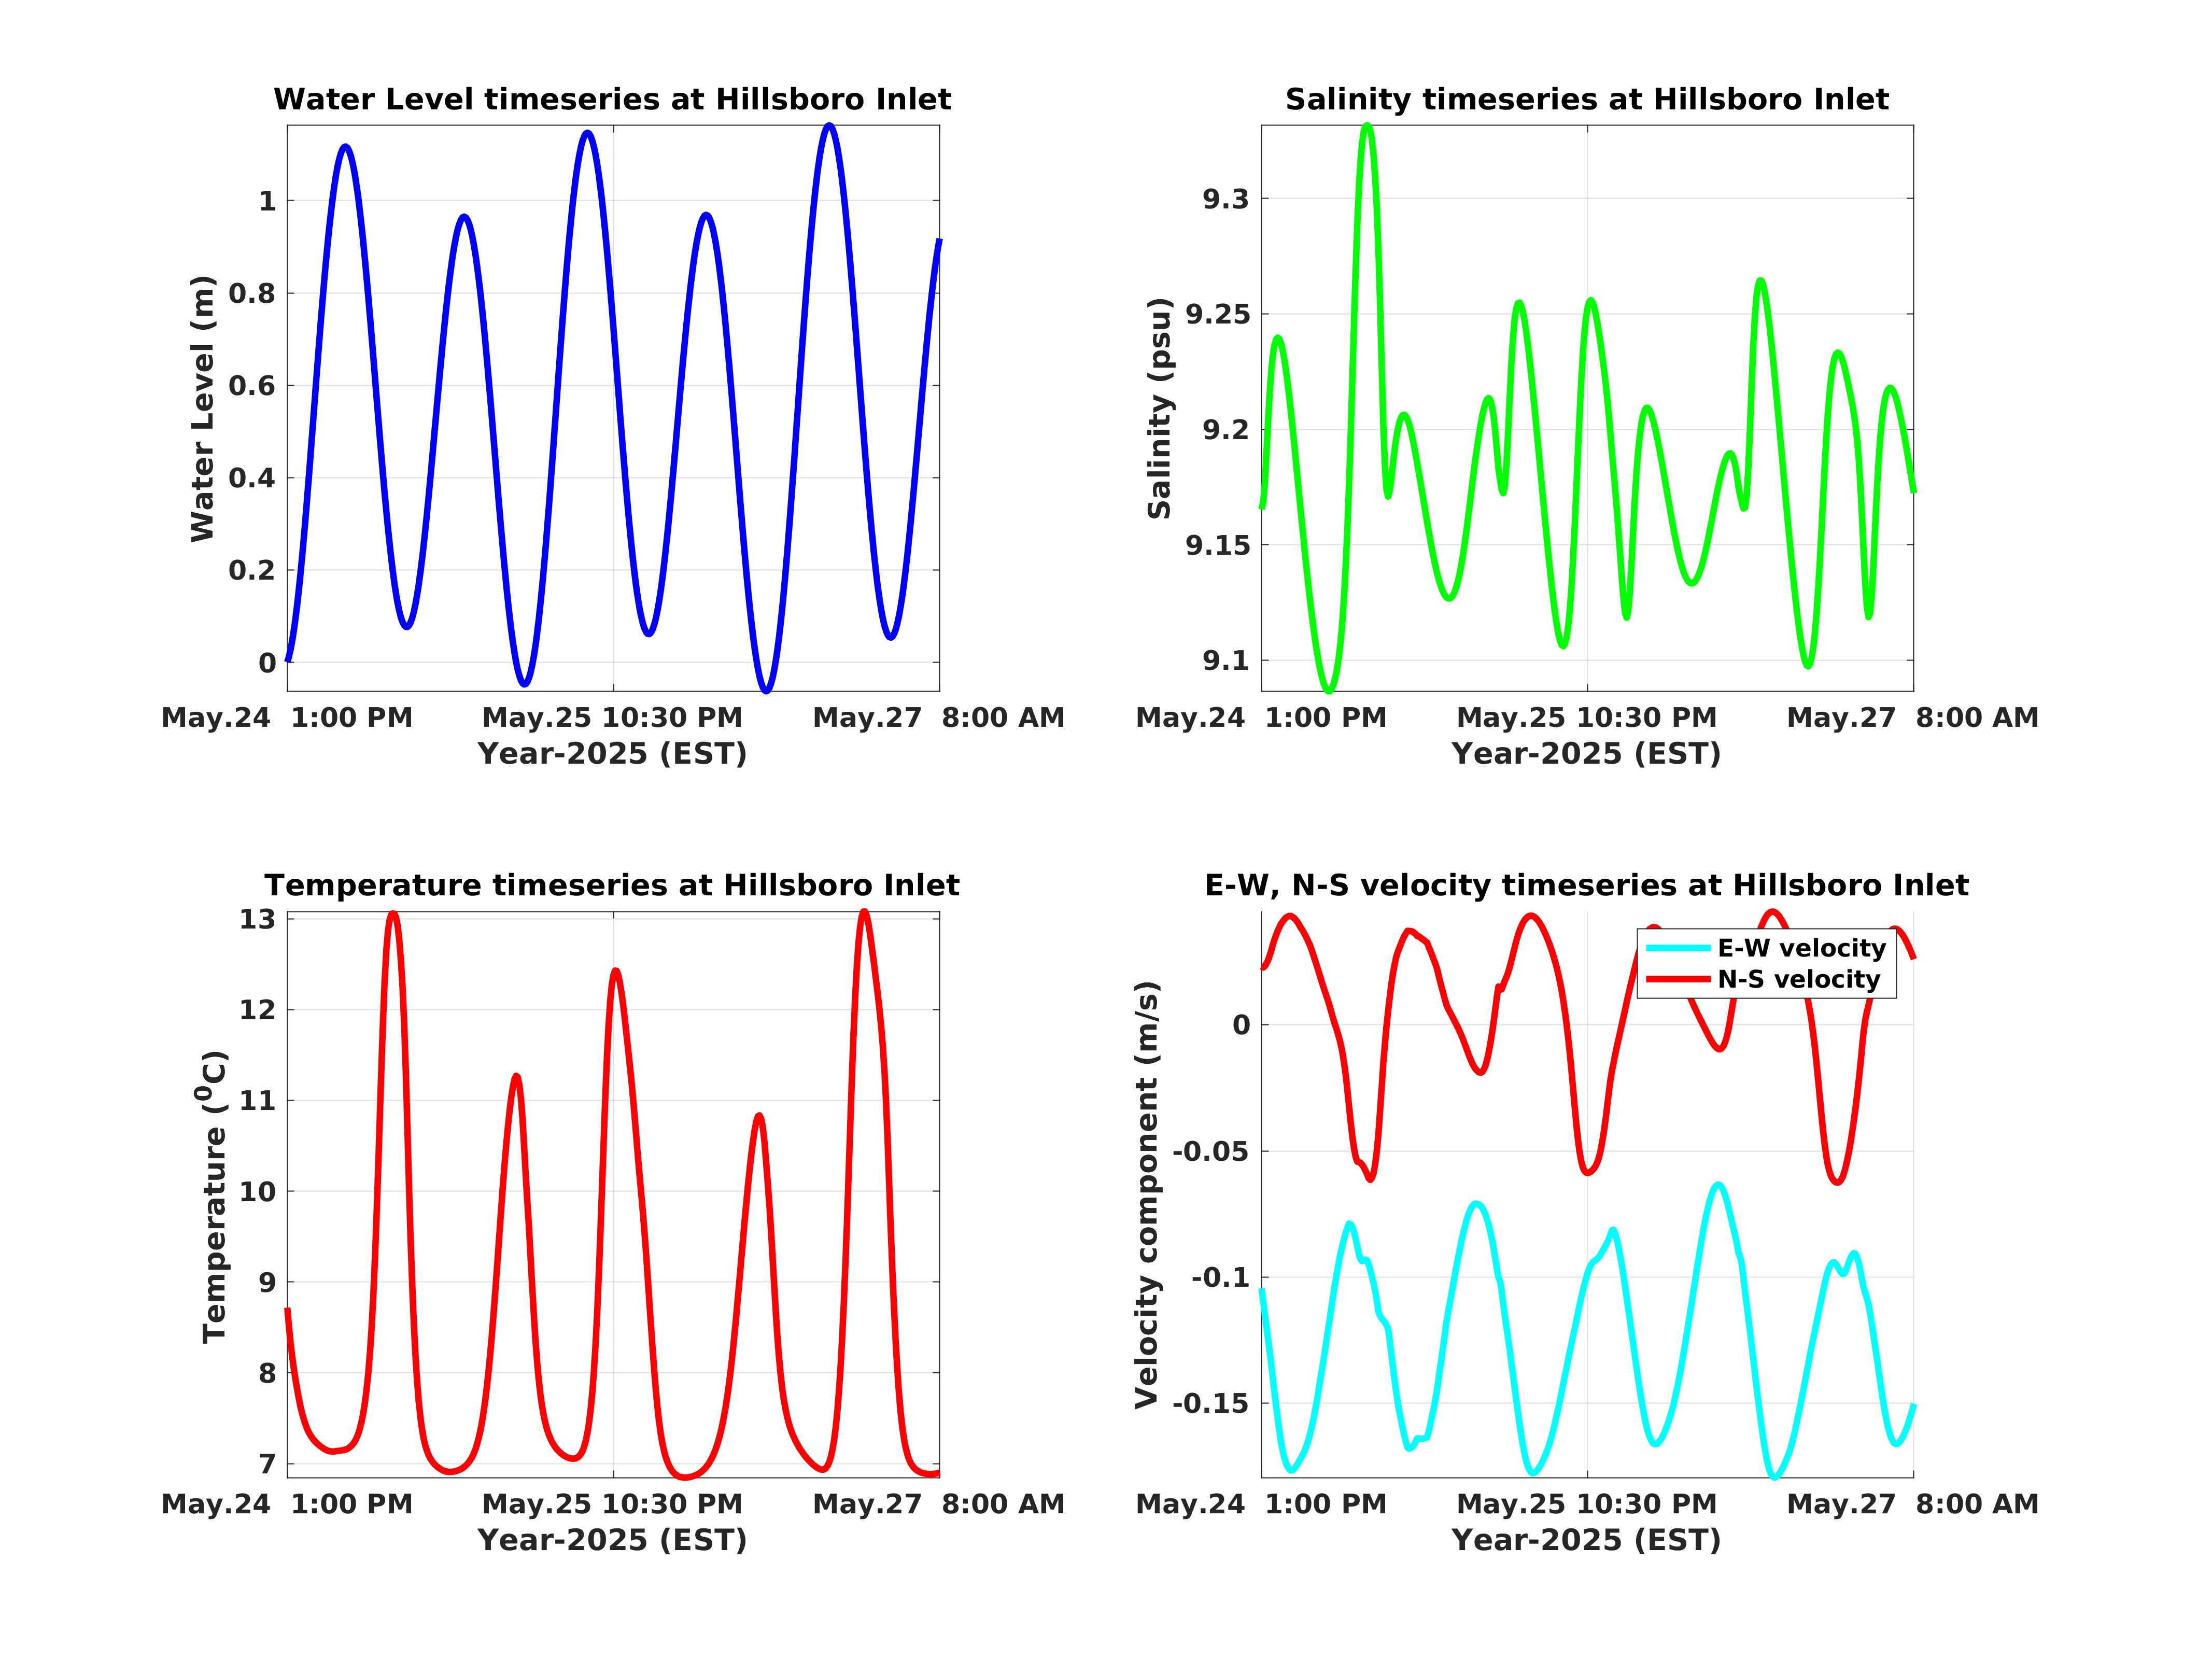 Water Level timeseries at Hillsboro Inlet
Water Level (m)
1
0.8
0.6
0.4
0.2
0
May.24 1:00 PM
May.25 10:30 PM
May.27 8:00 AM
Year-2025 (EST)
Salinity timeseries at Hillsboro Inlet
Salinity (psu)
9.3
9.25
9.2
9.15
9.1
May.24 1:00 PM
May.25 10:30 PM
May.27 8:00 AM
Year-2025 (EST)
Temperature timeseries at Hillsboro Inlet
Temperature (⁰C)
13
12
11
10
9
8
7
May.24 1:00 PM
May.25 10:30 PM
May.27 8:00 AM
Year-2025 (EST)
E-W, N-S velocity timeseries at Hillsboro Inlet
Velocity component (m/s)
E-W velocity
N-S velocity
0
-0.05
-0.1
-0.15
May.24 1:00 PM
May.25 10:30 PM
May.27 8:00 AM
Year-2025 (EST)